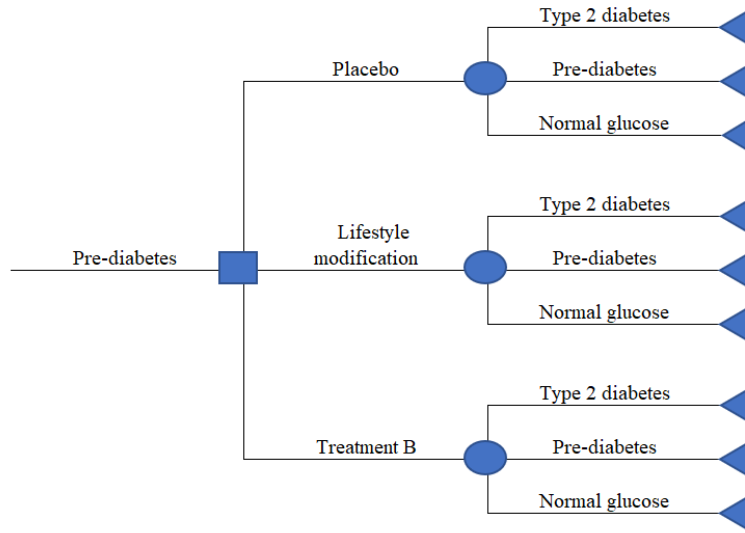 Type 2 diabetes
Placebo
Pre-diabetes
Normal glucose
Type 2 diabetes
Pre-diabetes
Lifestyle
modification
Pre-diabetes
Normal glucose
Type 2 diabetes
Treatment B
Pre-diabetes
Normal glucose